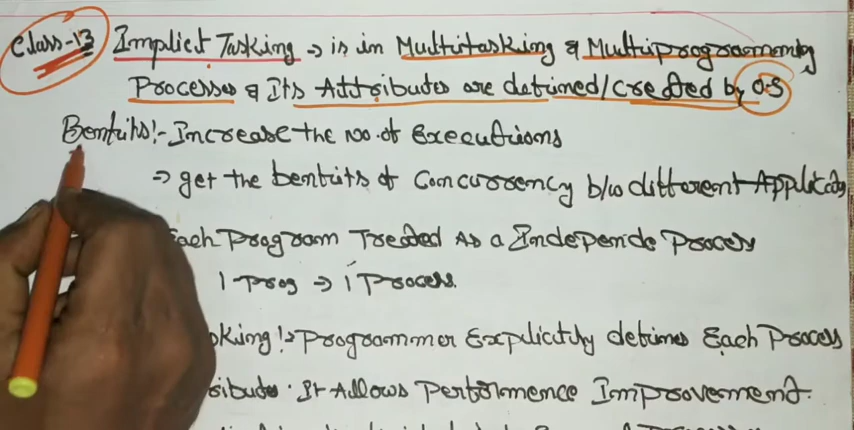 Class-13 Implict Tasking → is in Multitasking & Multiprogramming
Processes & Its Attributes are defined/created by O.S
Benfits:- Increase the no. of Executions
⇒ get the benfits of Concurrency b/w different
Each Program Treated As a Independe Process
1 Prog → 1 Process.
oking :> Programmer Explicitly defines Each Process
ribute. It Allows Performence Improvement.